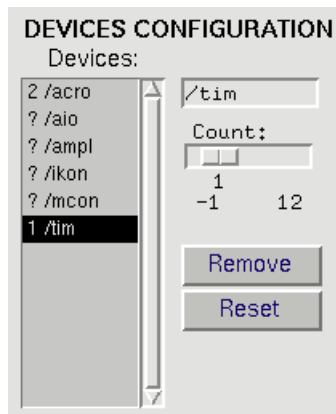 DEVICES CONFIGURATION
Devices:
2 /acro
? /aio
? /ampl
? /ikon
? /mcon
1 /tim
/tim
Count:
1
-1 12
Remove
Reset